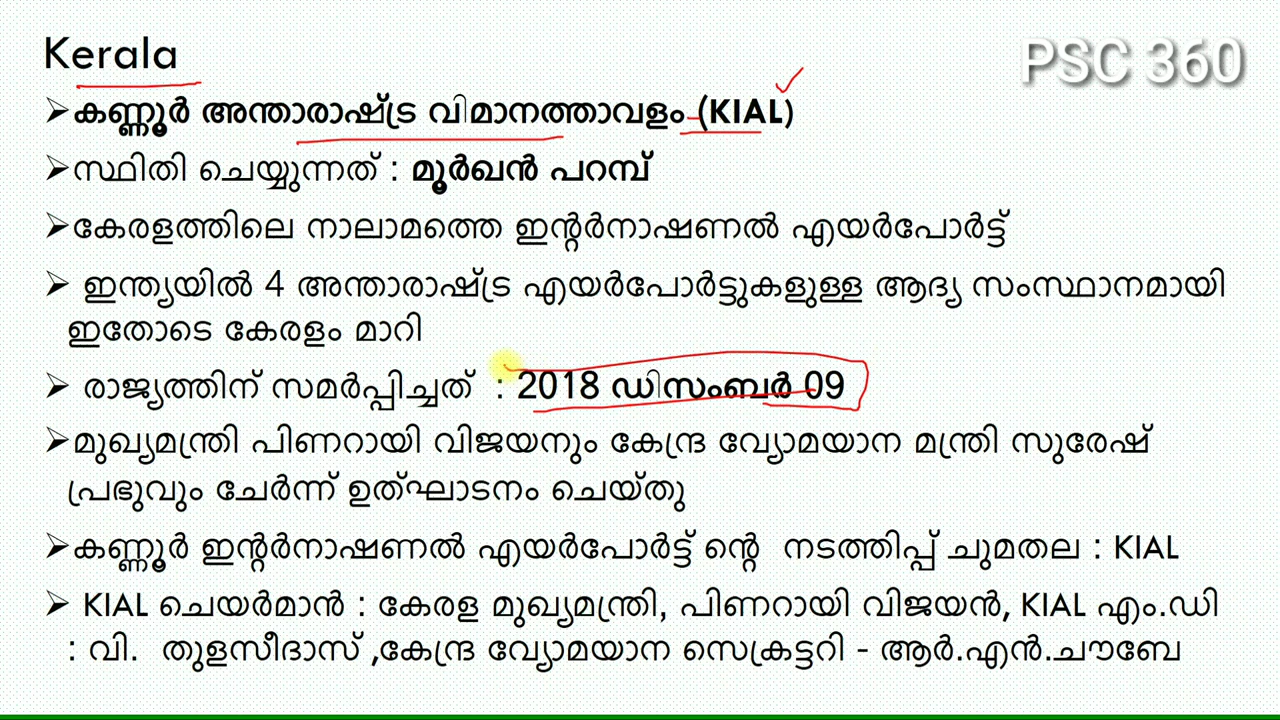 Kerala
PSC 360
➢കണ്ണൂർ അന്താരാഷ്ട്ര വിമാനത്താവളം (KIAL)
➢സ്ഥിതി ചെയ്യുന്നത് : മൂർഖൻ പറമ്പ്
➢കേരളത്തിലെ നാലാമത്തെ ഇന്റർനാഷണൽ എയർപോർട്ട്
➢ ഇന്ത്യയിൽ 4 അന്താരാഷ്ട്ര എയർപോർട്ടുകളുള്ള ആദ്യ സംസ്ഥാനമായി
ഇതോടെ കേരളം മാറി
➢ രാജ്യത്തിന് സമർപ്പിച്ചത് : 2018 ഡിസംബർ 09
➢മുഖ്യമന്ത്രി പിണറായി വിജയനും കേന്ദ്ര വ്യോമയാന മന്ത്രി സുരേഷ്
പ്രഭുവും ചേർന്ന് ഉത്ഘാടനം ചെയ്തു
➢കണ്ണൂർ ഇന്റർനാഷണൽ എയർപോർട്ട് ന്റെ നടത്തിപ്പ് ചുമതല : KIAL
➢ KIAL ചെയർമാൻ : കേരള മുഖ്യമന്ത്രി, പിണറായി വിജയൻ, KIAL എം.ഡി
: വി. തുളസീദാസ് ,കേന്ദ്ര വ്യോമയാന സെക്രട്ടറി - ആർ.എൻ.ചൗബേ